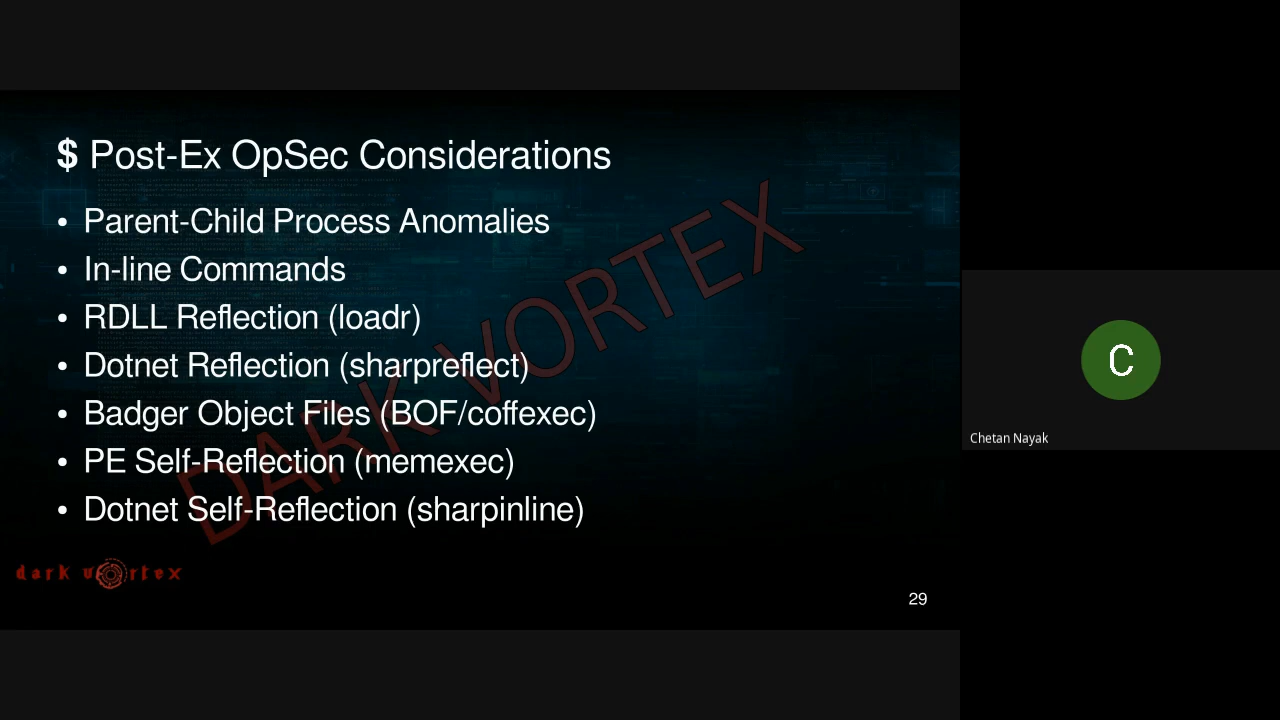 $ Post-Ex OpSec Considerations
• Parent-Child Process Anomalies
• In-line Commands
• RDLL Reflection (loadr)
• Dotnet Reflection (sharpreflect)
• Badger Object Files (BOF/coffexec)
• PE Self-Reflection (memexec)
• Dotnet Self-Reflection (sharpinline)
DARK VORTEX
dark vortex
29
C
Chetan Nayak